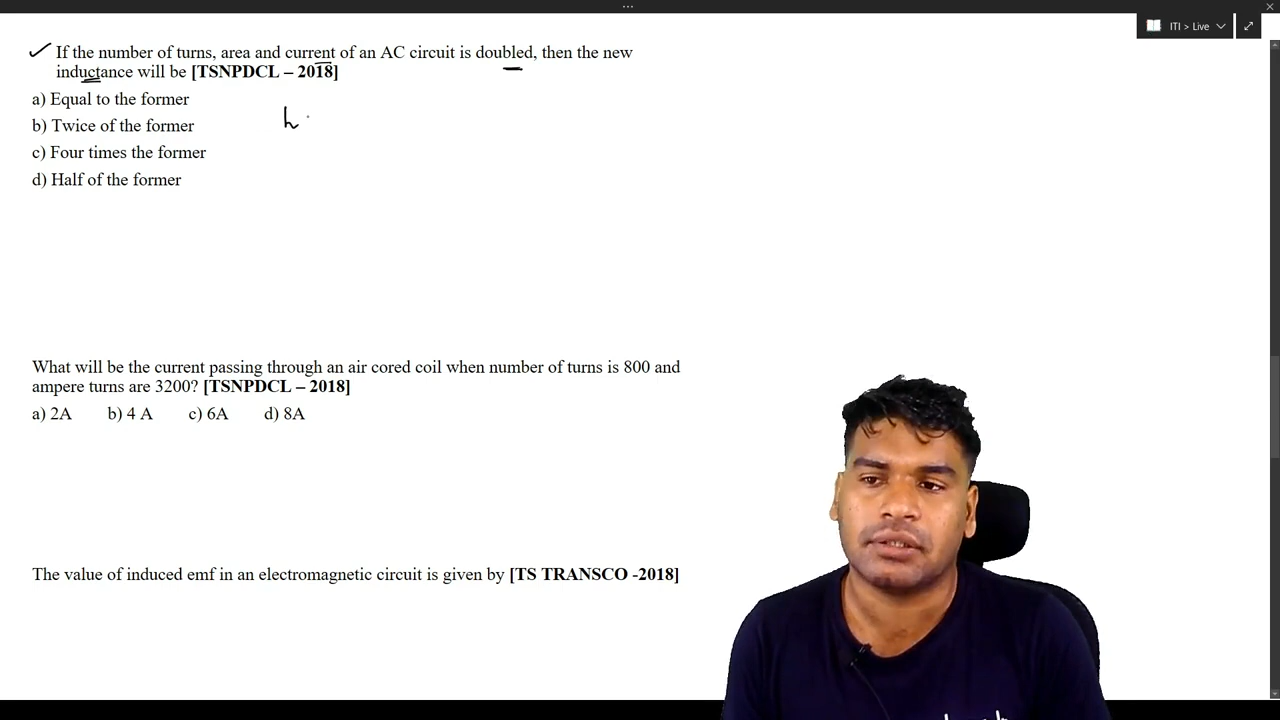 ITI > Live
If the number of turns, area and current of an AC circuit is doubled, then the new
inductance will be [TSNPDCL – 2018]
a) Equal to the former
b) Twice of the former
c) Four times the former
d) Half of the former
What will be the current passing through an air cored coil when number of turns is 800 and
ampere turns are 3200? [TSNPDCL – 2018]
a) 2A b) 4 A c) 6A d) 8A
The value of induced emf in an electromagnetic circuit is given by [TS TRANSCO -2018]